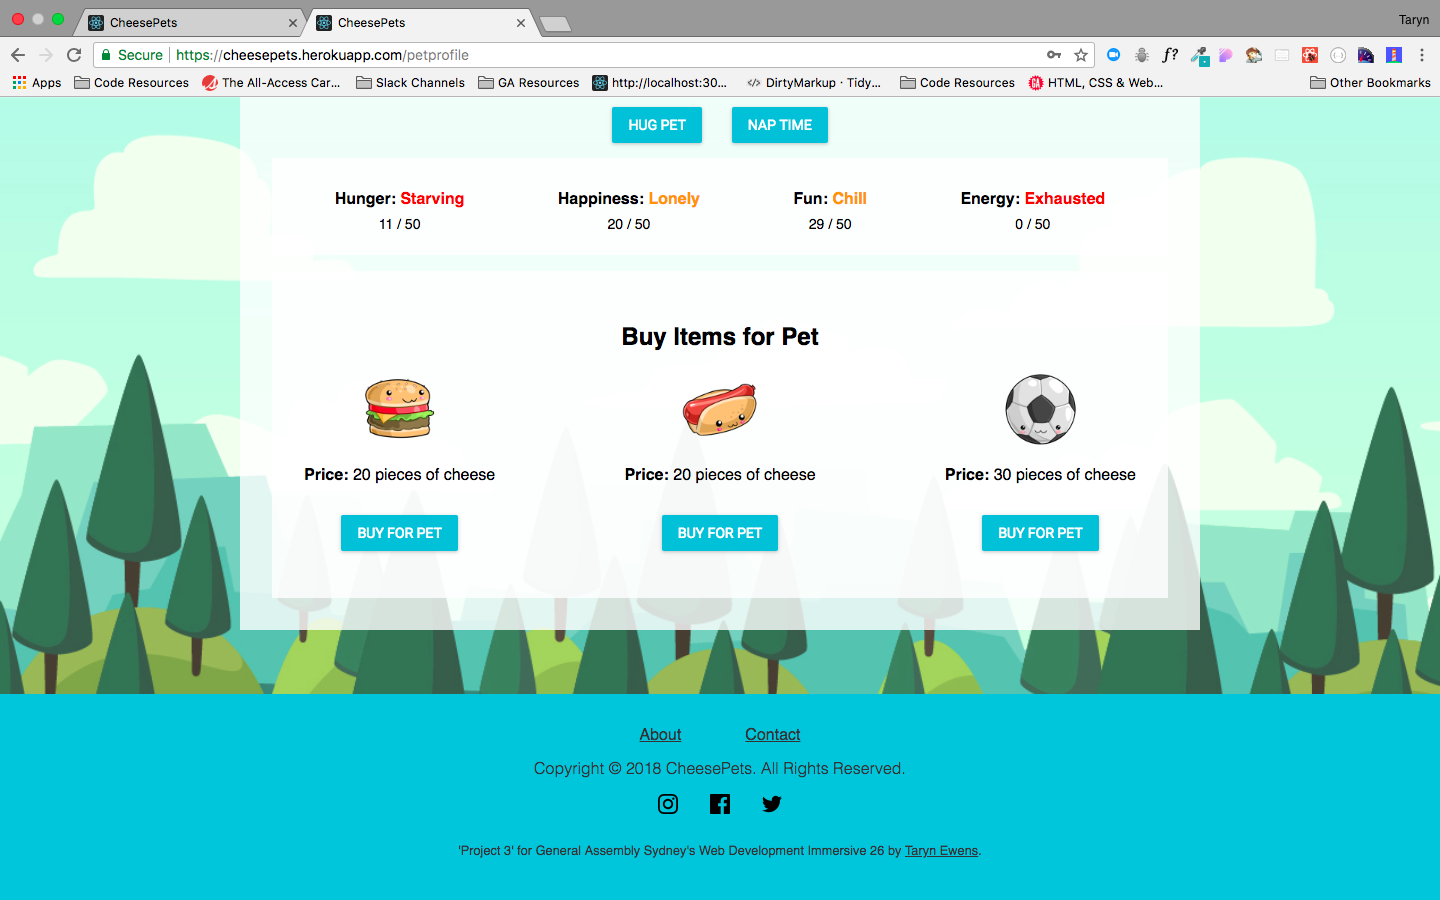 CheesePets
CheesePets
Taryn
Secure https://cheesepets.herokuapp.com/petprofile
f?
Apps Code Resources The All-Access Car... Slack Channels GA Resources http://localhost:30... DirtyMarkup · Tidy... Code Resources GA HTML, CSS & Web... Other Bookmarks
HUG PET NAP TIME
Hunger: Starving Happiness: Lonely Fun: Chill Energy: Exhausted
11 / 50 20 / 50 29 / 50 0 / 50
Buy Items for Pet
Price: 20 pieces of cheese Price: 20 pieces of cheese Price: 30 pieces of cheese
BUY FOR PET BUY FOR PET BUY FOR PET
About Contact
Copyright © 2018 CheesePets. All Rights Reserved.
'Project 3' for General Assembly Sydney's Web Development Immersive 26 by Taryn Ewens.